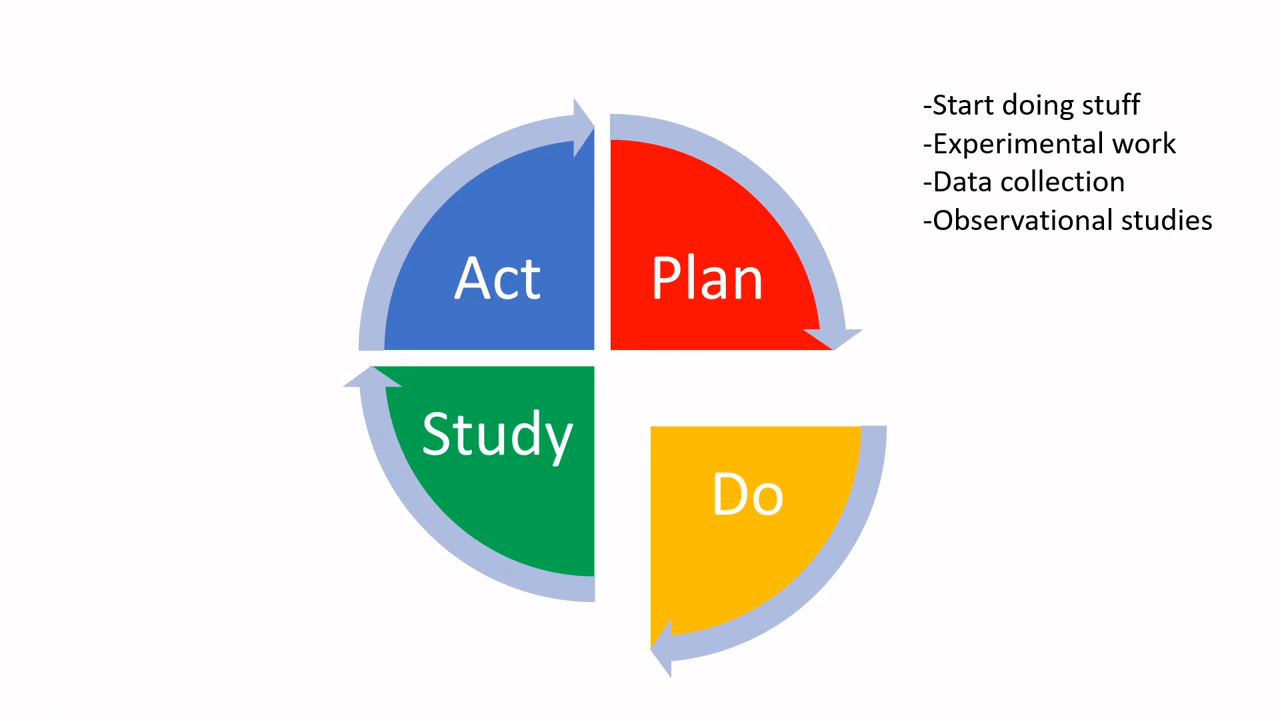 -Start doing stuff
-Experimental work
-Data collection
-Observational studies
Act
Plan
Study
Do